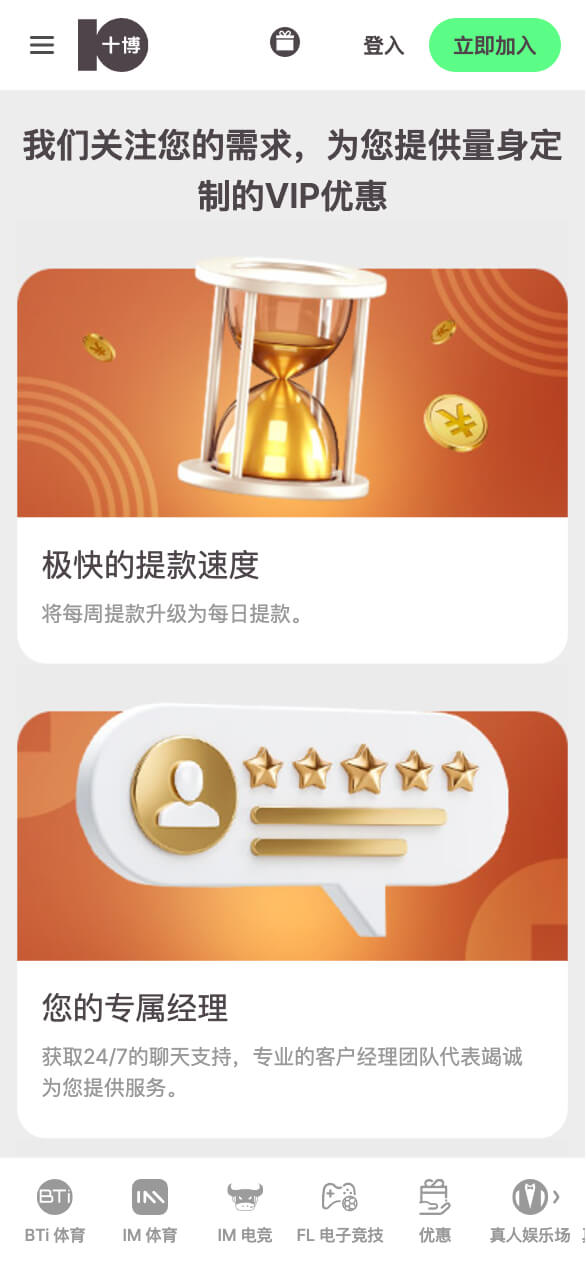 十博
登入
立即加入
我们关注您的需求，为您提供量身定
制的VIP优惠
极快的提款速度
将每周提款升级为每日提款。
您的专属经理
获取24/7的聊天支持，专业的客户经理团队代表竭诚
为您提供服务。
BTi
BTi 体育
IM 体育
IM 电竞
FL 电子竞技
优惠
真人娱乐场